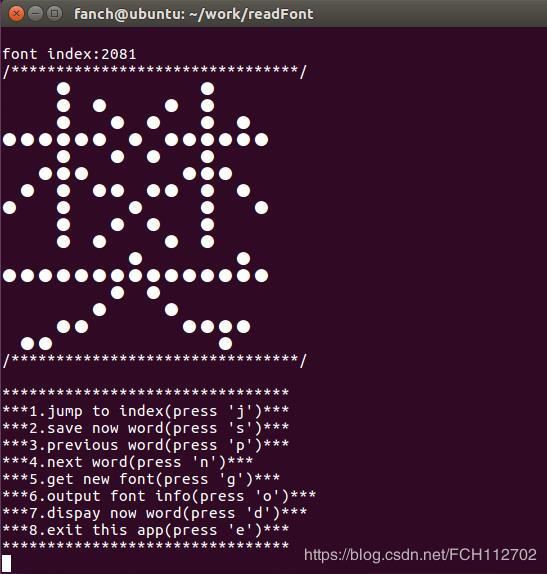 fanch@ubuntu: ~/work/readFont
font index:2081
/********************************/
樊
/********************************/
********************************
***1.jump to index(press 'j')***
***2.save now word(press 's')***
***3.previous word(press 'p')***
***4.next word(press 'n')***
***5.get new font(press 'g')***
***6.output font info(press 'o')***
***7.dispay now word(press 'd')***
***8.exit this app(press 'e')***
********************************
https://blog.csdn.net/FCH112702